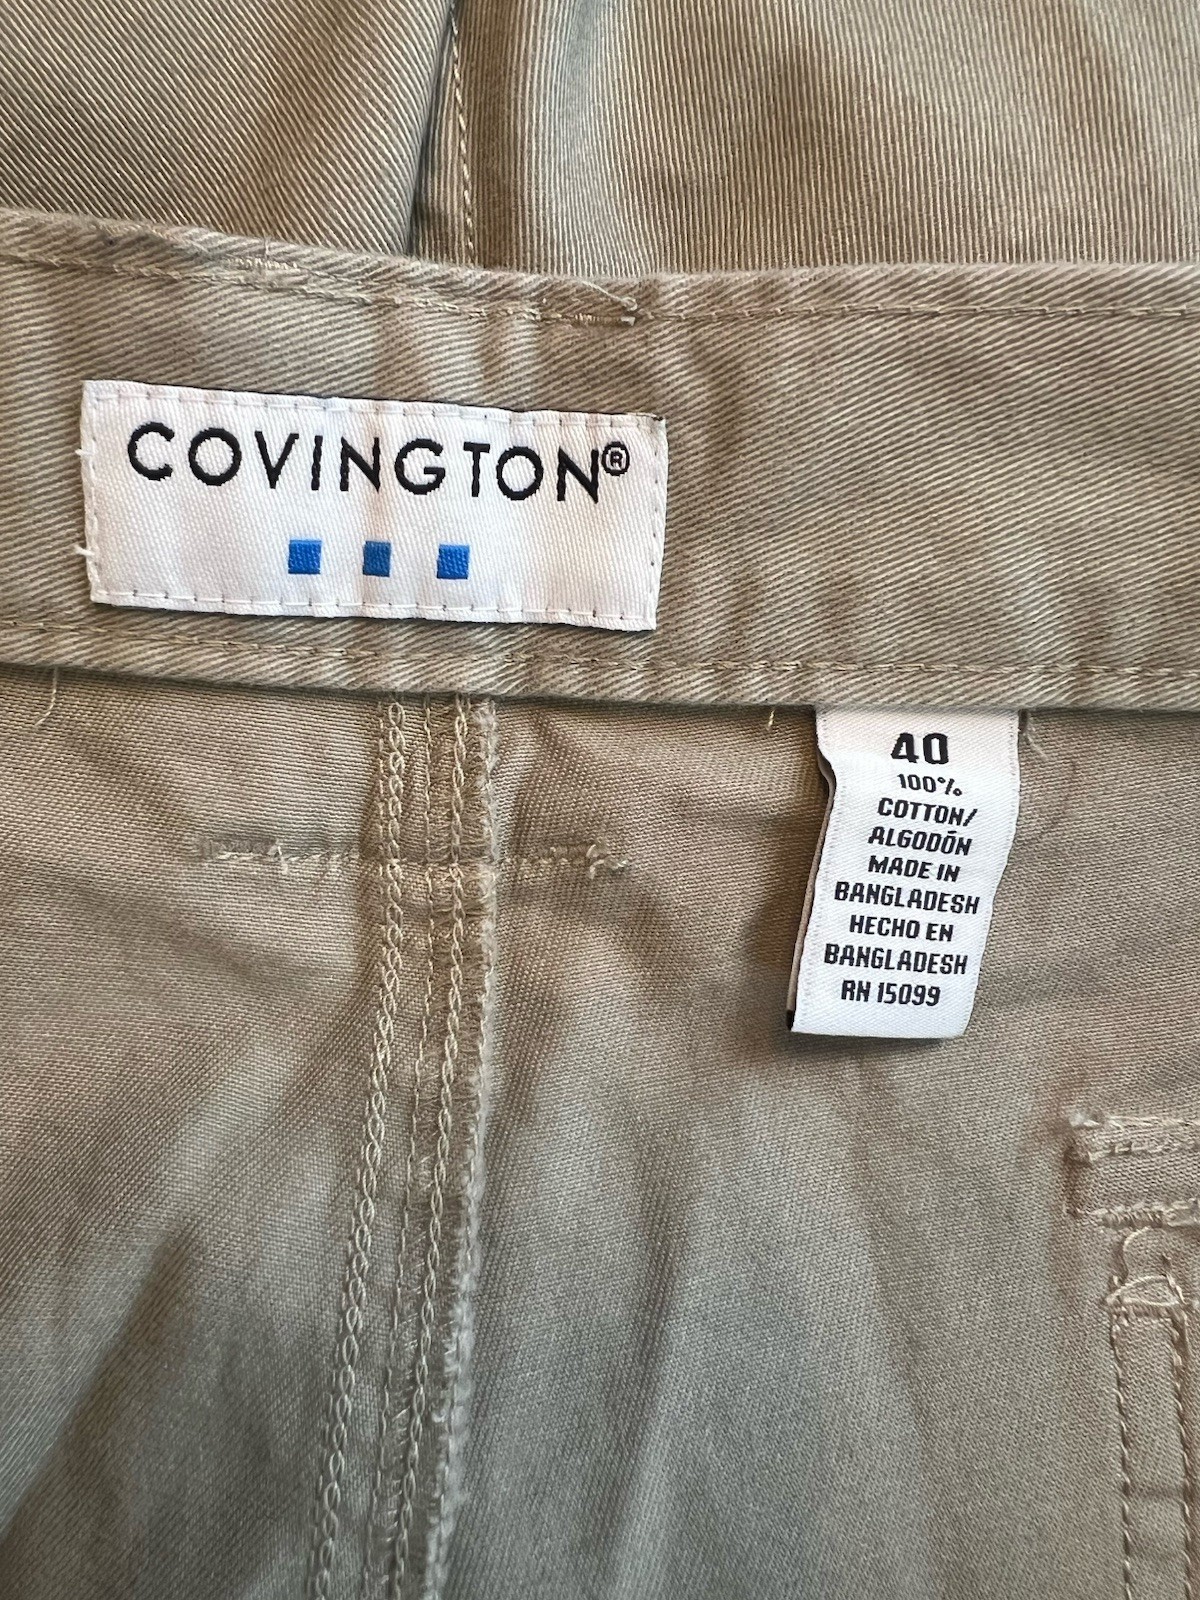 COVINGTON®
40
100%
COTTON/
ALGODÓN
MADE IN
BANGLADESH
HECHO EN
BANGLADESH
RN 15099